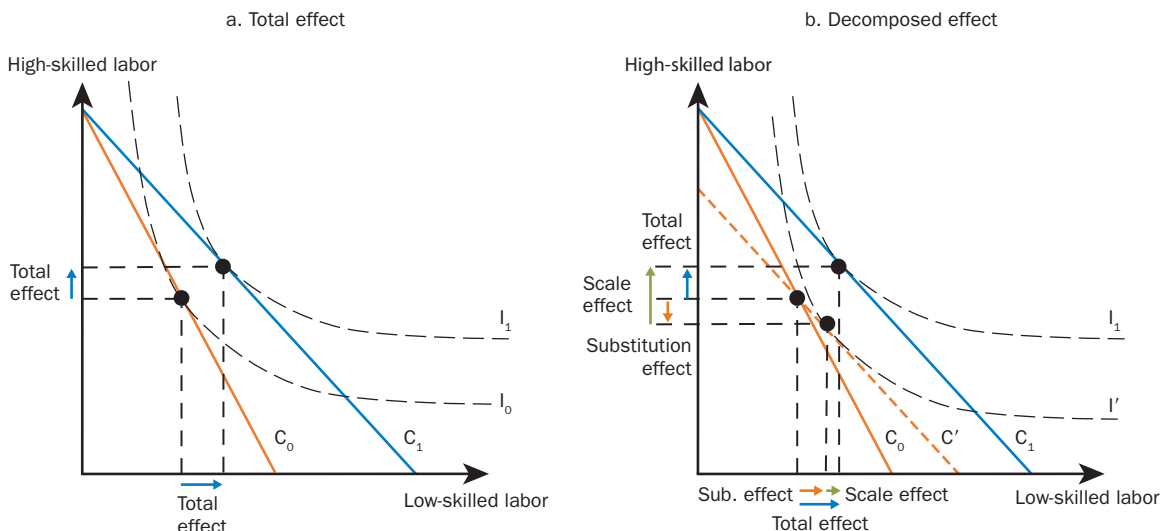 a. Total effect
High-skilled labor
Total
effect
I1
I0
C0
C1
Low-skilled labor
Total
effect
b. Decomposed effect
High-skilled labor
Total
effect
Scale
effect
Substitution
effect
I1
I′
C0
C′
C1
Sub. effect
Scale effect
Low-skilled labor
Total effect